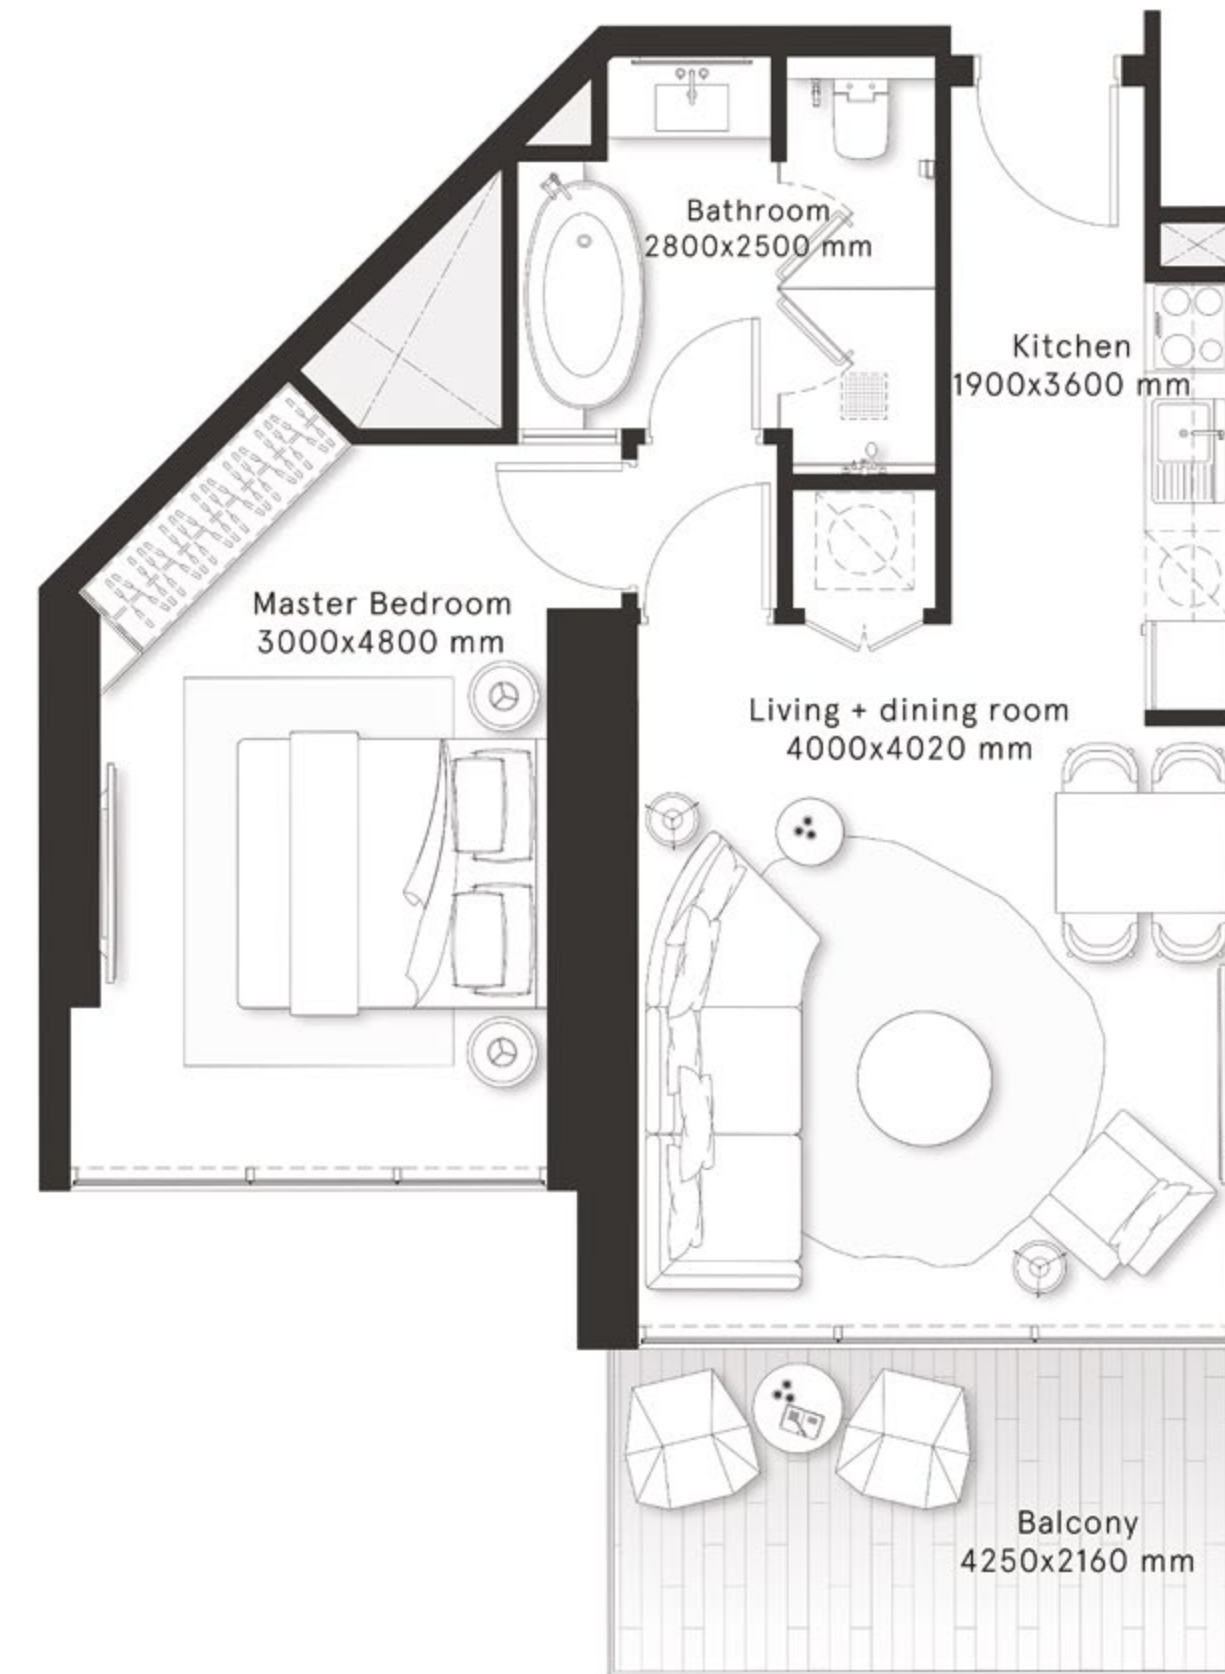 Bathroom
2800x2500 mm
Kitchen
1900x3600 mm
Master Bedroom
3000x4800 mm
Living + dining room
4000x4020 mm
Balcony
4250x2160 mm